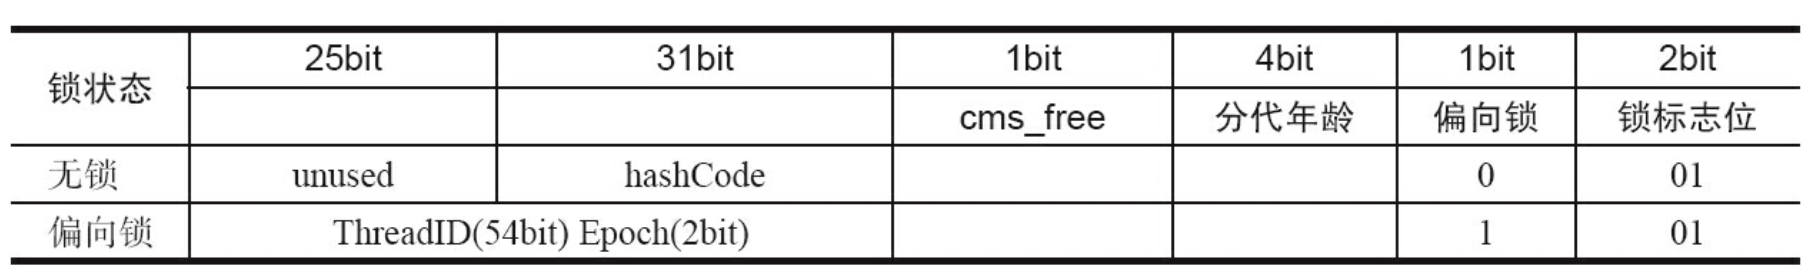 锁状态 25bit 31bit 1bit 4bit 1bit 2bit
cms_free 分代年龄 偏向锁 锁标志位
无锁 unused hashCode 0 01
偏向锁 ThreadID(54bit) Epoch(2bit) 1 01